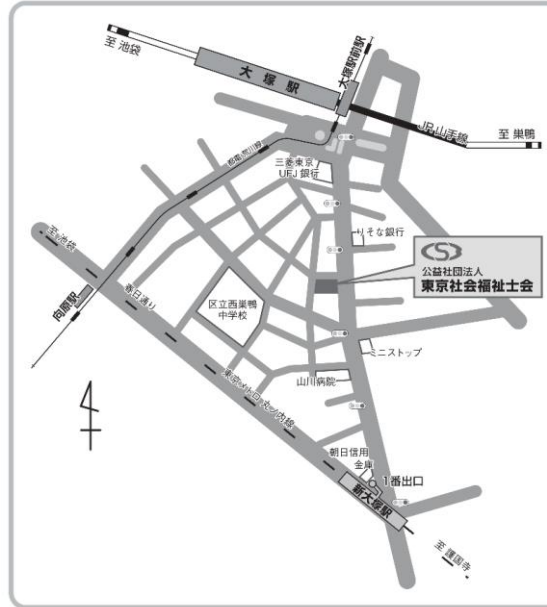 至 池袋
大塚駅
大塚駅前駅
JR山手線
至 巣鴨
都電荒川線
三菱東京
UFJ 銀行
りそな銀行
公益社団法人
東京社会福祉士会
至 池袋
春日通り
向原駅
区立西巣鴨
中学校
ミニストップ
山川病院
東京メトロ 丸ノ内線
朝日信用
金庫
1番出口
新大塚駅
至 護国寺